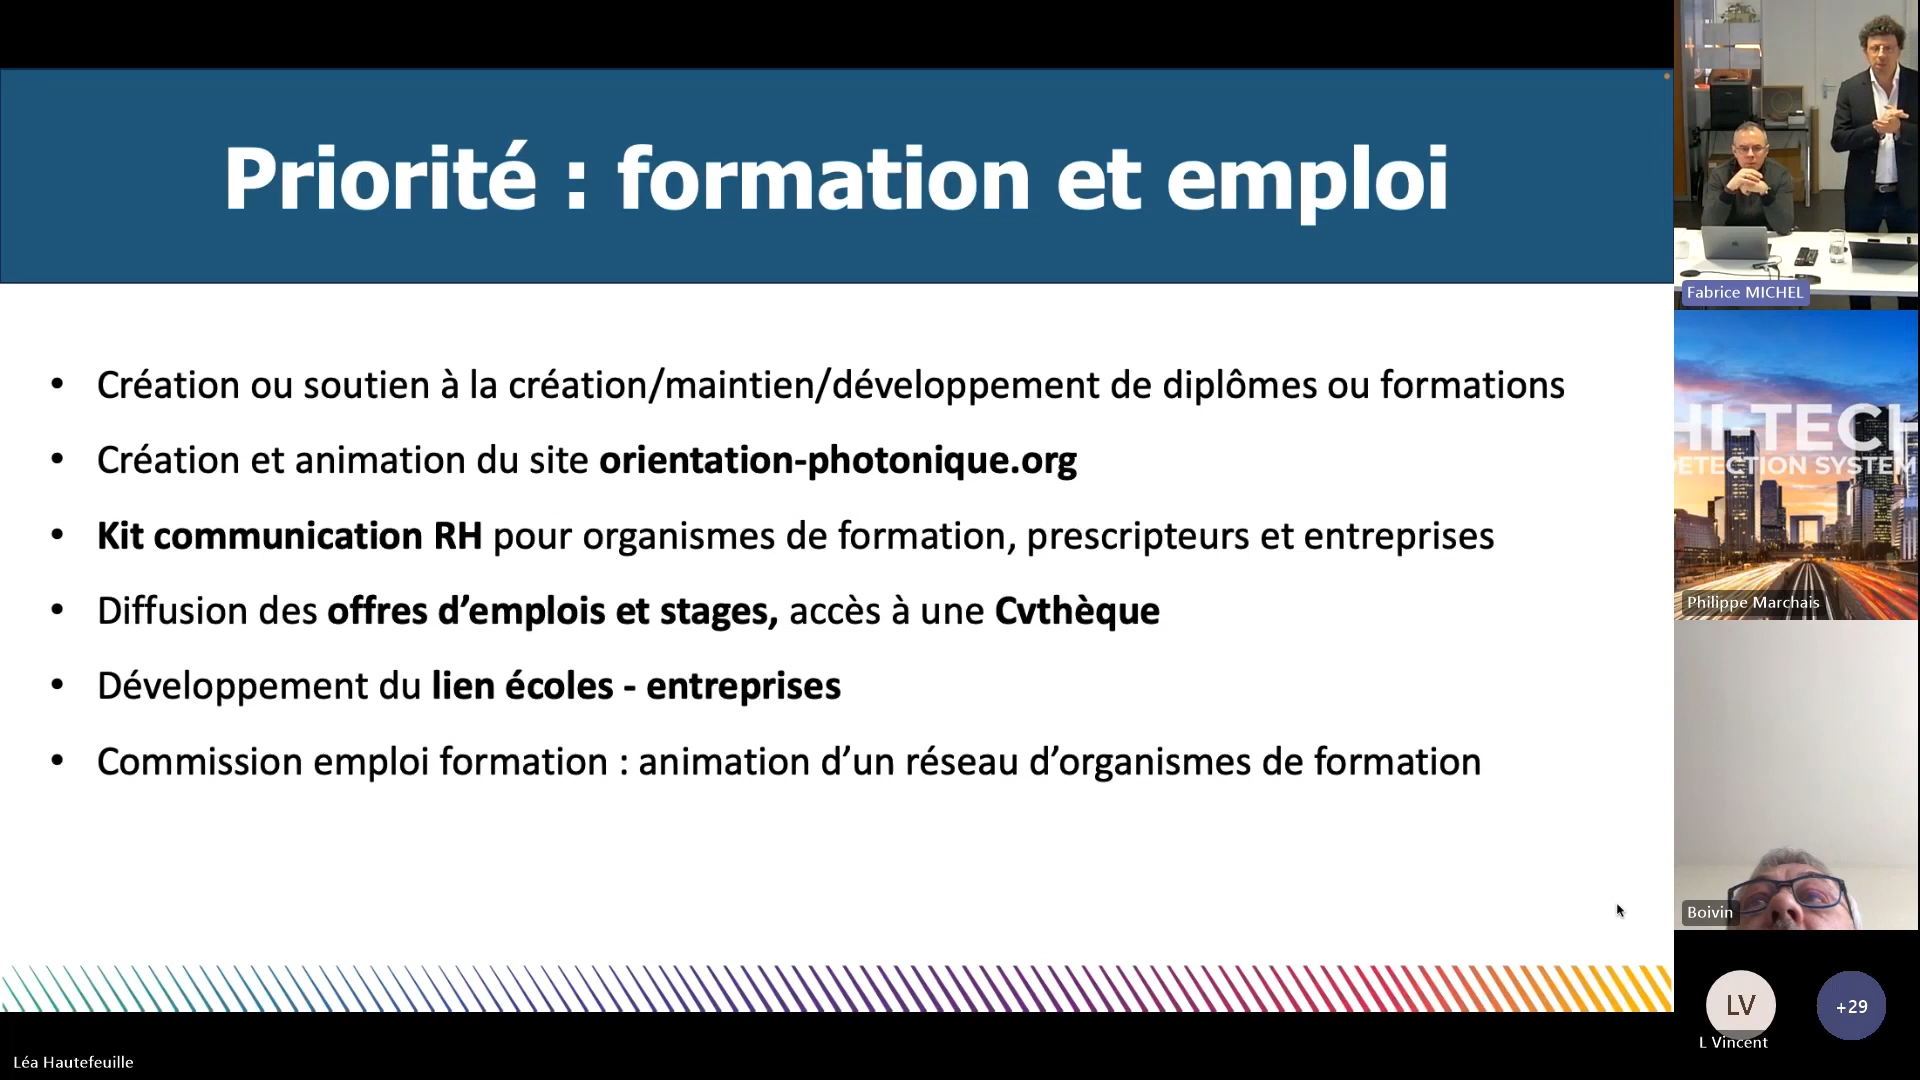 Priorité : formation et emploi
• Création ou soutien à la création/maintien/développement de diplômes ou formations
• Création et animation du site orientation-photonique.org
• Kit communication RH pour organismes de formation, prescripteurs et entreprises
• Diffusion des offres d’emplois et stages, accès à une Cvthèque
• Développement du lien écoles - entreprises
• Commission emploi formation : animation d’un réseau d’organismes de formation
Léa Hautefeuille
Fabrice MICHEL
HI-TECH
DETECTION SYSTEM
Philippe Marchais
Boivin
LV
L Vincent
+29